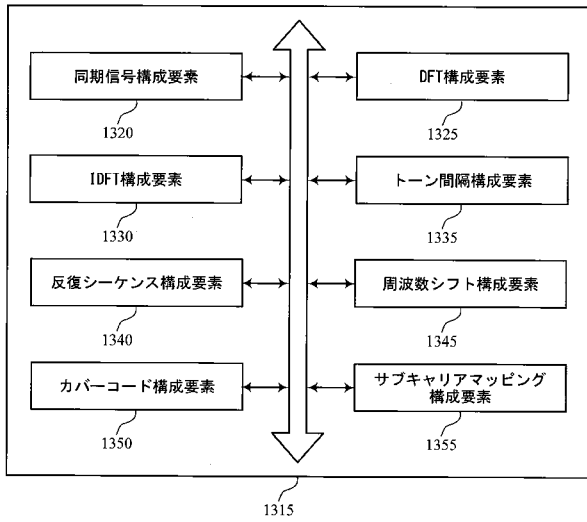 同期信号構成要素
1320
DFT構成要素
1325
IDFT構成要素
1330
トーン間隔構成要素
1335
反復シーケンス構成要素
1340
周波数シフト構成要素
1345
カバーコード構成要素
1350
サブキャリアマッピング
構成要素
1355
1315